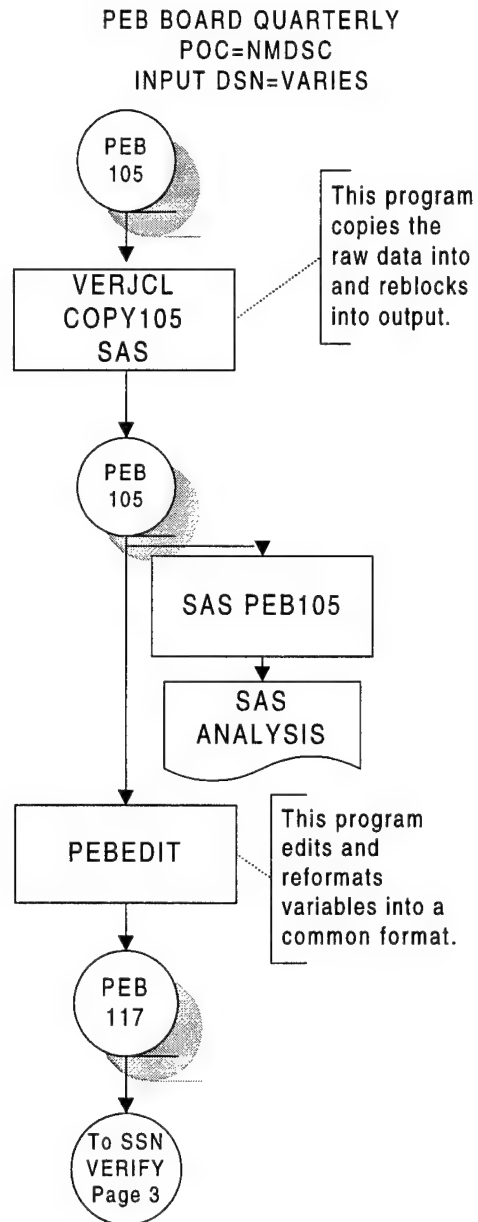 PEB BOARD QUARTERLY
POC=NMDSC
INPUT DSN=VARIES
PEB
105
This program
copies the
raw data into
and reblocks
into output.
VERJCL
COPY105
SAS
PEB
105
SAS PEB105
SAS
ANALYSIS
PEBEDIT
This program
edits and
reformats
variables into a
common format.
PEB
117
To SSN
VERIFY
Page 3